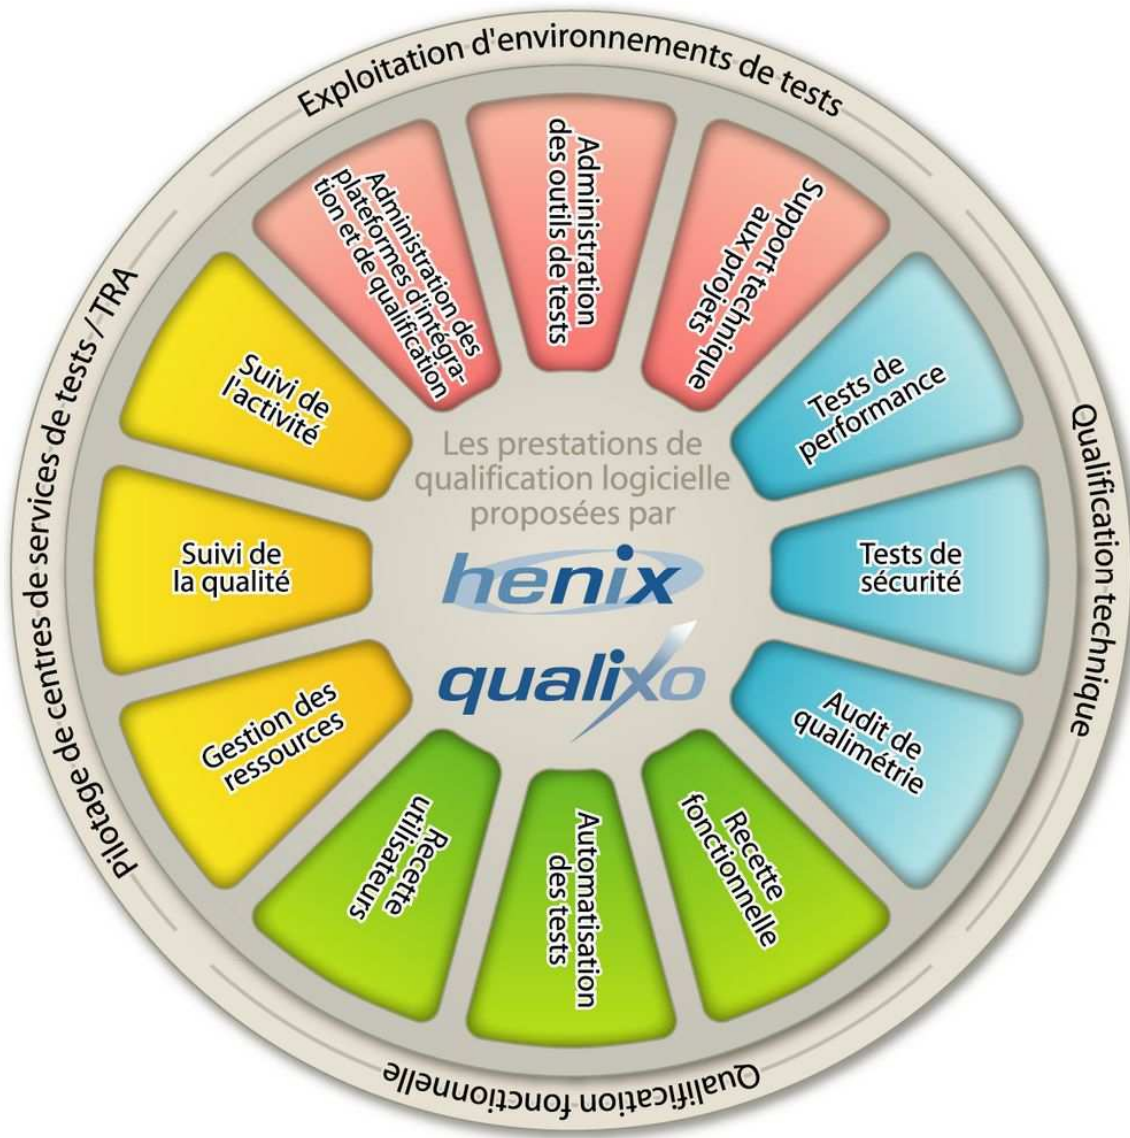 Exploitation d'environnements de tests
Administration des
plateformes d'intégra-
tion et de qualification
Administration
des outils de tests
Support technique
aux projets
Qualification technique
Tests de
performance
Tests de
sécurité
Audit de
qualimétrie
Qualification fonctionnelle
Recette
fonctionnelle
Automatisation
des tests
Recette
utilisateurs
Pilotage de centres de services de tests / TRA
Gestion des
ressources
Suivi de
la qualité
Suivi de
l'activité
Les prestations de
qualification logicielle
proposées par
henix
qualixo